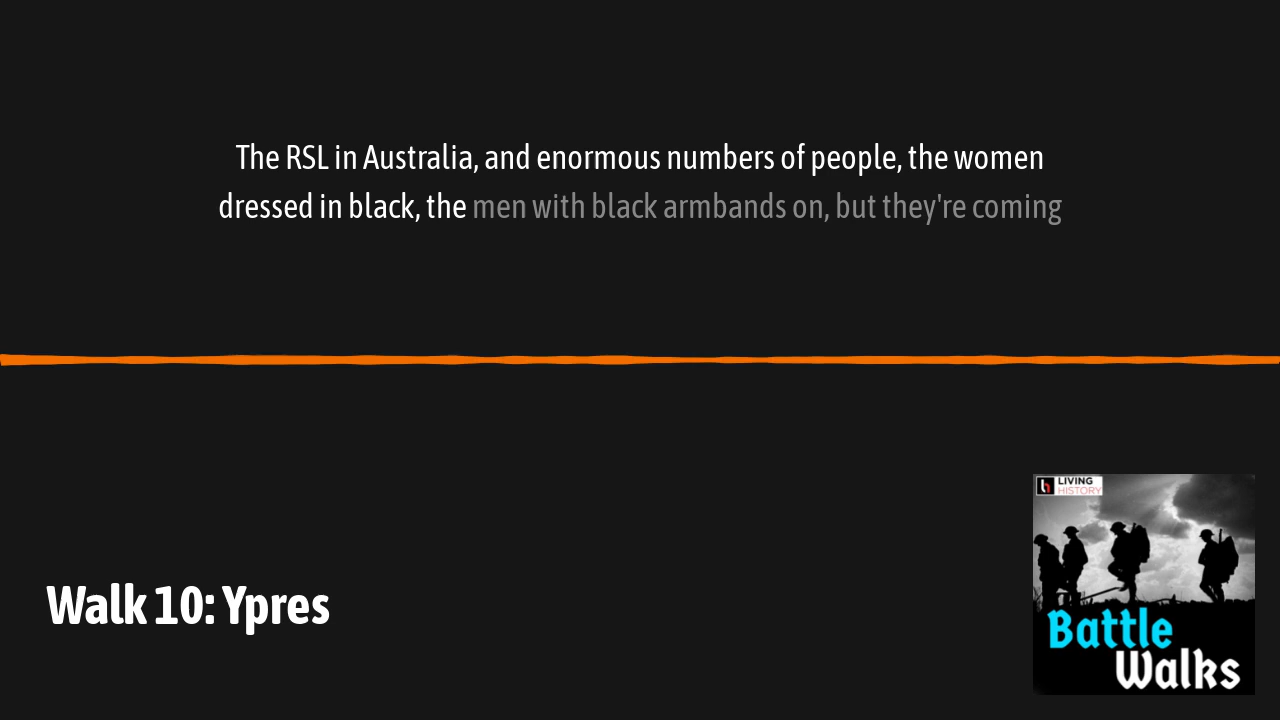 The RSL in Australia, and enormous numbers of people, the women
dressed in black, the men with black armbands on, but they're coming
Walk 10: Ypres
LIVING
HISTORY
Battle
Walks